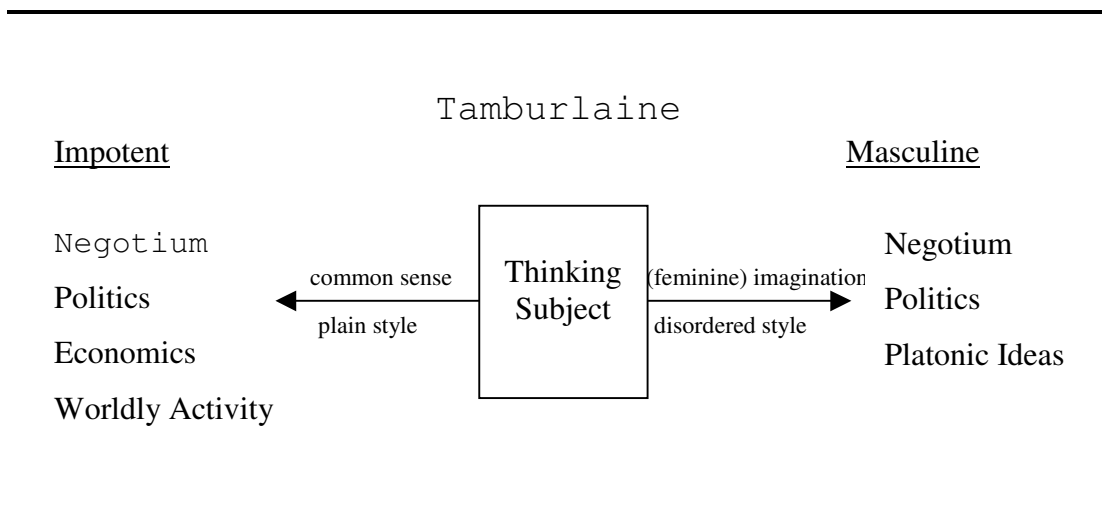 Tamburlaine
Impotent
Masculine
Negotium
Politics
Economics
Worldly Activity
common sense
plain style
Thinking
Subject
(feminine) imagination
disordered style
Negotium
Politics
Platonic Ideas